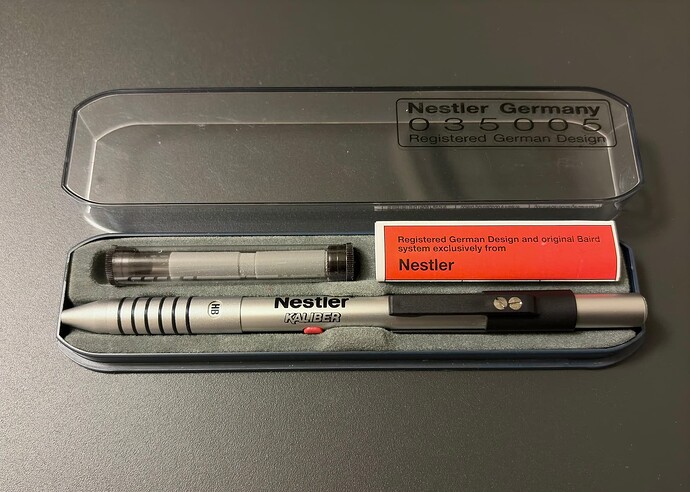 Nestler Germany
035005
Registered German Design
Registered German Design and original Baird
system exclusively from
Nestler
Nestler
KALIBER
HB